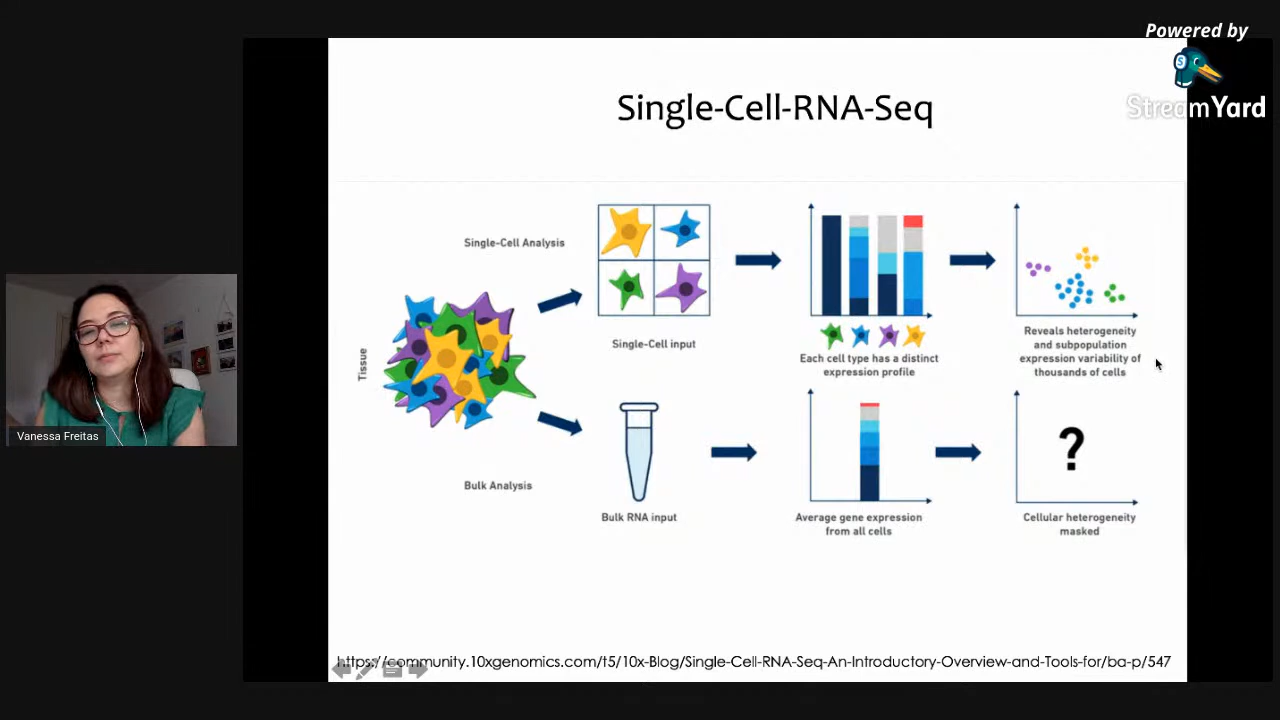 Powered by
StreamYard
Single-Cell-RNA-Seq
Single-Cell Analysis
Tissue
Single-Cell input
Each cell type has a distinct
expression profile
Reveals heterogeneity
and subpopulation
expression variability of
thousands of cells
Bulk Analysis
Bulk RNA input
Average gene expression
from all cells
?
Cellular heterogeneity
masked
Vanessa Freitas
https://community.10xgenomics.com/t5/10x-Blog/Single-Cell-RNA-Seq-An-Introductory-Overview-and-Tools-for/ba-p/547